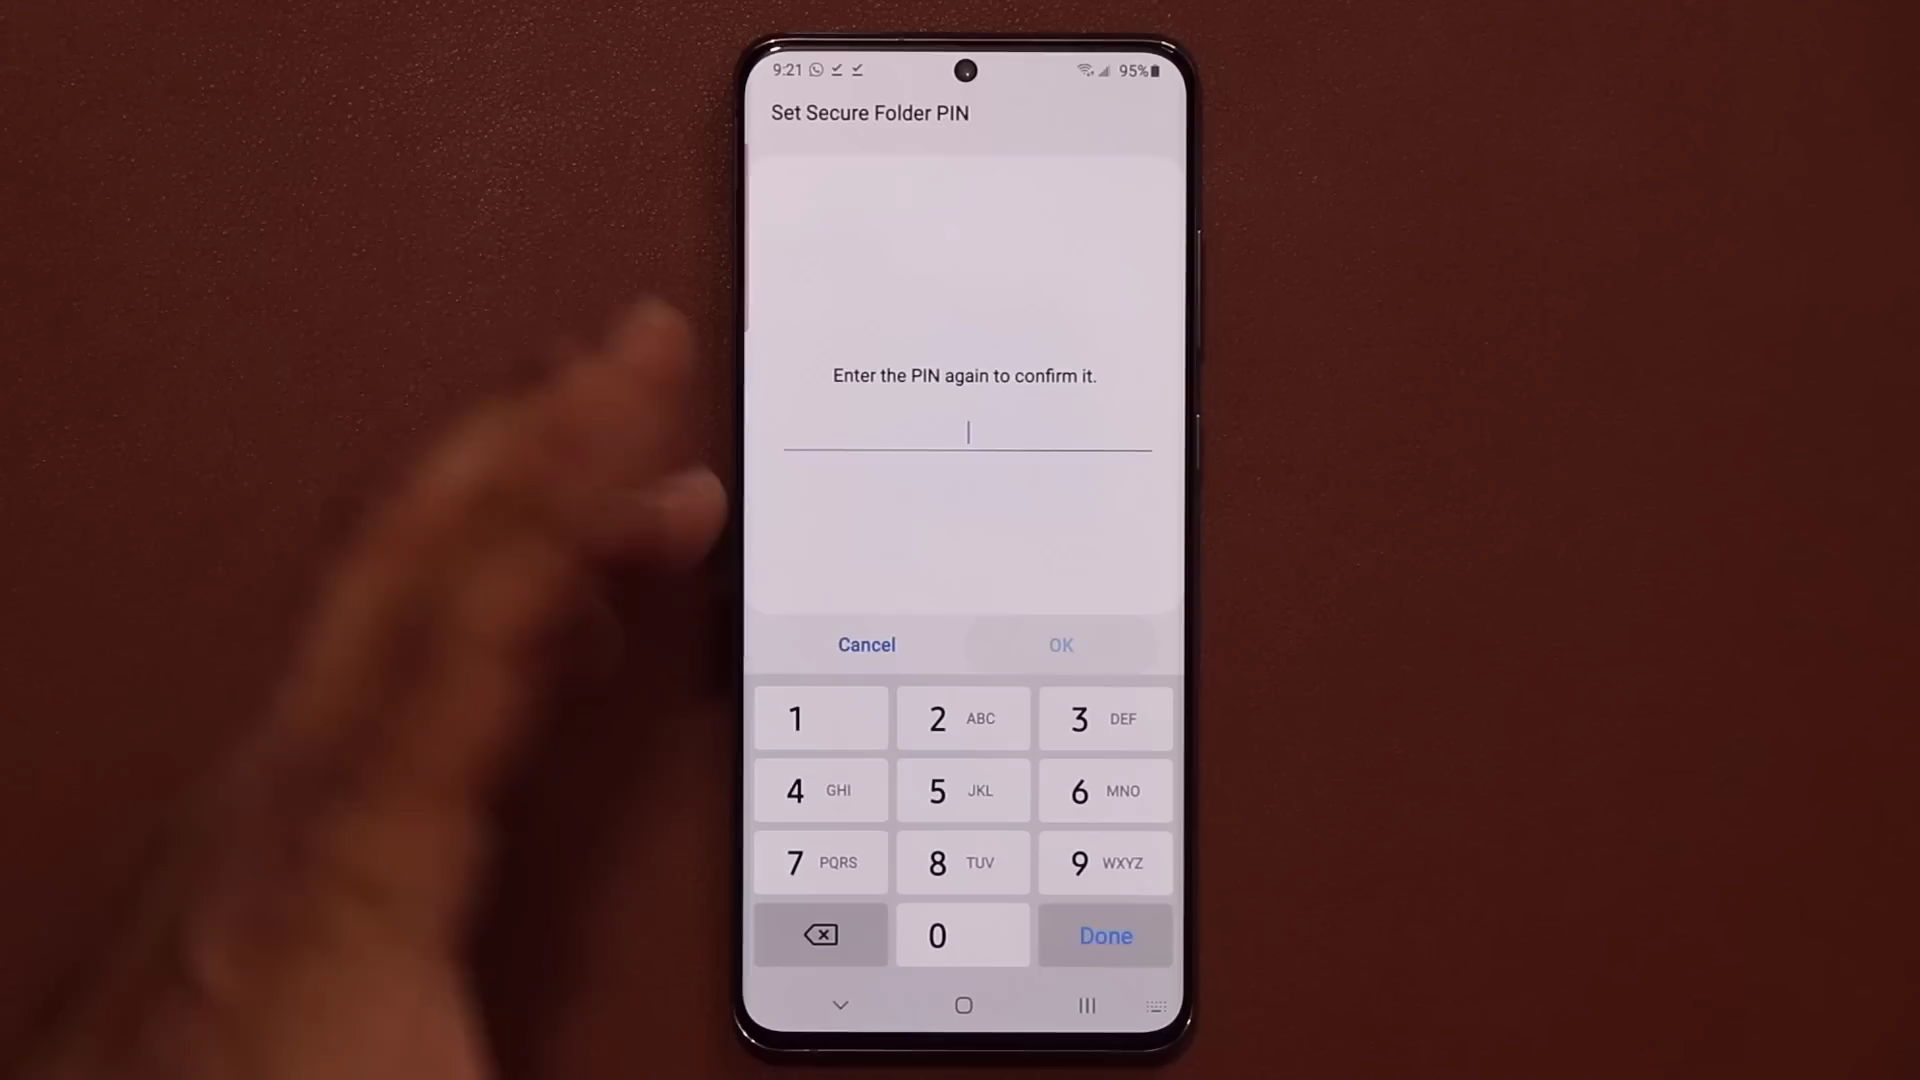 9:21 95%
Set Secure Folder PIN
Enter the PIN again to confirm it.
Cancel OK
1 2 ABC 3 DEF
4 GHI 5 JKL 6 MNO
7 PQRS 8 TUV 9 WXYZ
0 Done